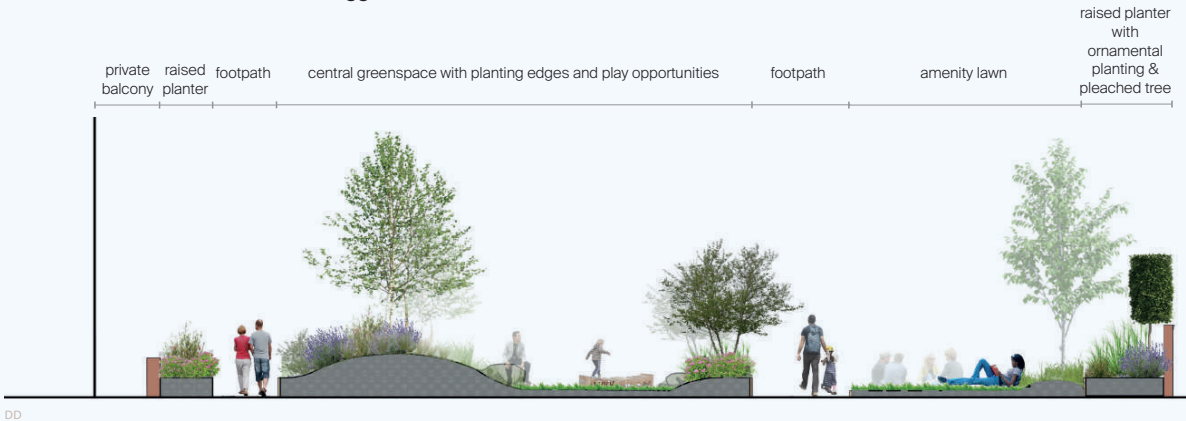 raised planter
with
ornamental
planting &
pleached tree
private
balcony
raised
planter
footpath
central greenspace with planting edges and play opportunities
footpath
amenity lawn
DD